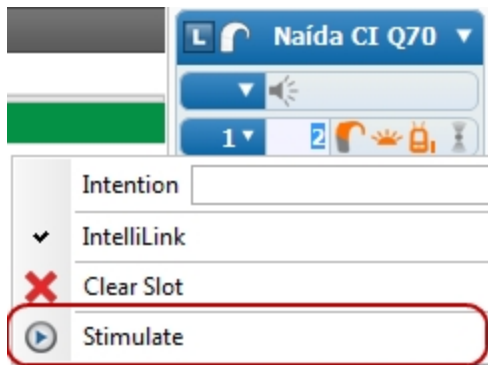 L Naída CI Q70
1 2
Intention
IntelliLink
Clear Slot
Stimulate